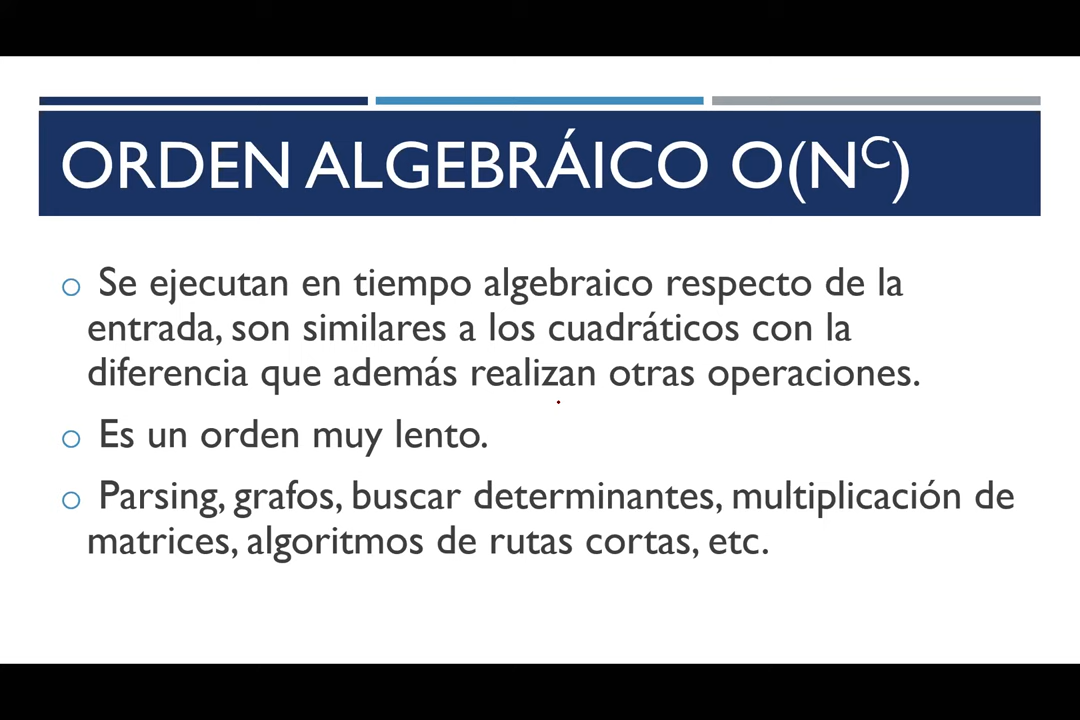 ORDEN ALGEBRÁICO O(Nᶜ)
o Se ejecutan en tiempo algebraico respecto de la
entrada, son similares a los cuadráticos con la
diferencia que además realizan otras operaciones.
o Es un orden muy lento.
o Parsing, grafos, buscar determinantes, multiplicación de
matrices, algoritmos de rutas cortas, etc.